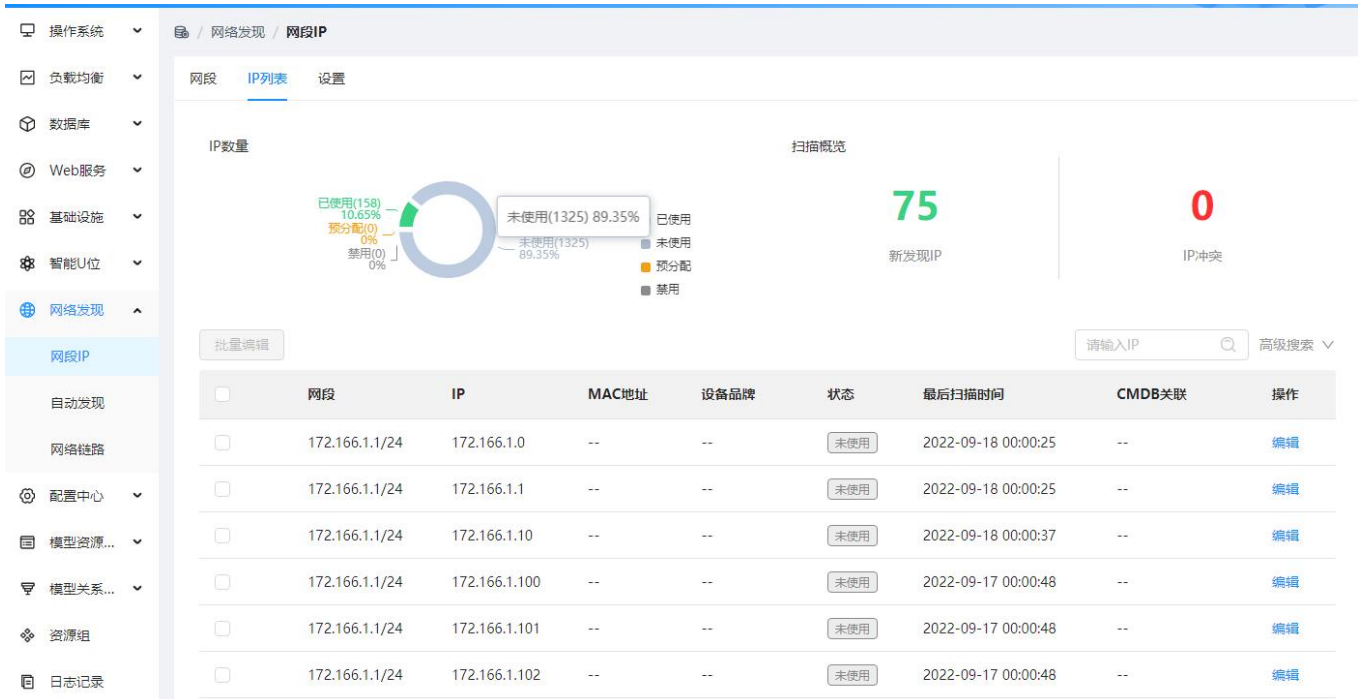 操作系统
负载均衡
数据库
Web服务
基础设施
智能U位
网络发现
网段IP
自动发现
网络链路
配置中心
模型资源...
模型关系...
资源组
日志记录
/ 网络发现 / 网段IP
网段 IP列表 设置
IP数量
已使用(158)
10.65%
预分配(0)
0%
禁用(0)
0%
未使用(1325) 89.35%
未使用(1325)
89.35%
已使用
未使用
预分配
禁用
扫描概览
75
新发现IP
0
IP冲突
批量编辑 请输入IP 高级搜索
网段 IP MAC地址 设备品牌 状态 最后扫描时间 CMDB关联 操作
172.166.1.1/24 172.166.1.0 -- -- 未使用 2022-09-18 00:00:25 -- 编辑
172.166.1.1/24 172.166.1.1 -- -- 未使用 2022-09-18 00:00:25 -- 编辑
172.166.1.1/24 172.166.1.10 -- -- 未使用 2022-09-18 00:00:37 -- 编辑
172.166.1.1/24 172.166.1.100 -- -- 未使用 2022-09-17 00:00:48 -- 编辑
172.166.1.1/24 172.166.1.101 -- -- 未使用 2022-09-17 00:00:48 -- 编辑
172.166.1.1/24 172.166.1.102 -- -- 未使用 2022-09-17 00:00:48 -- 编辑